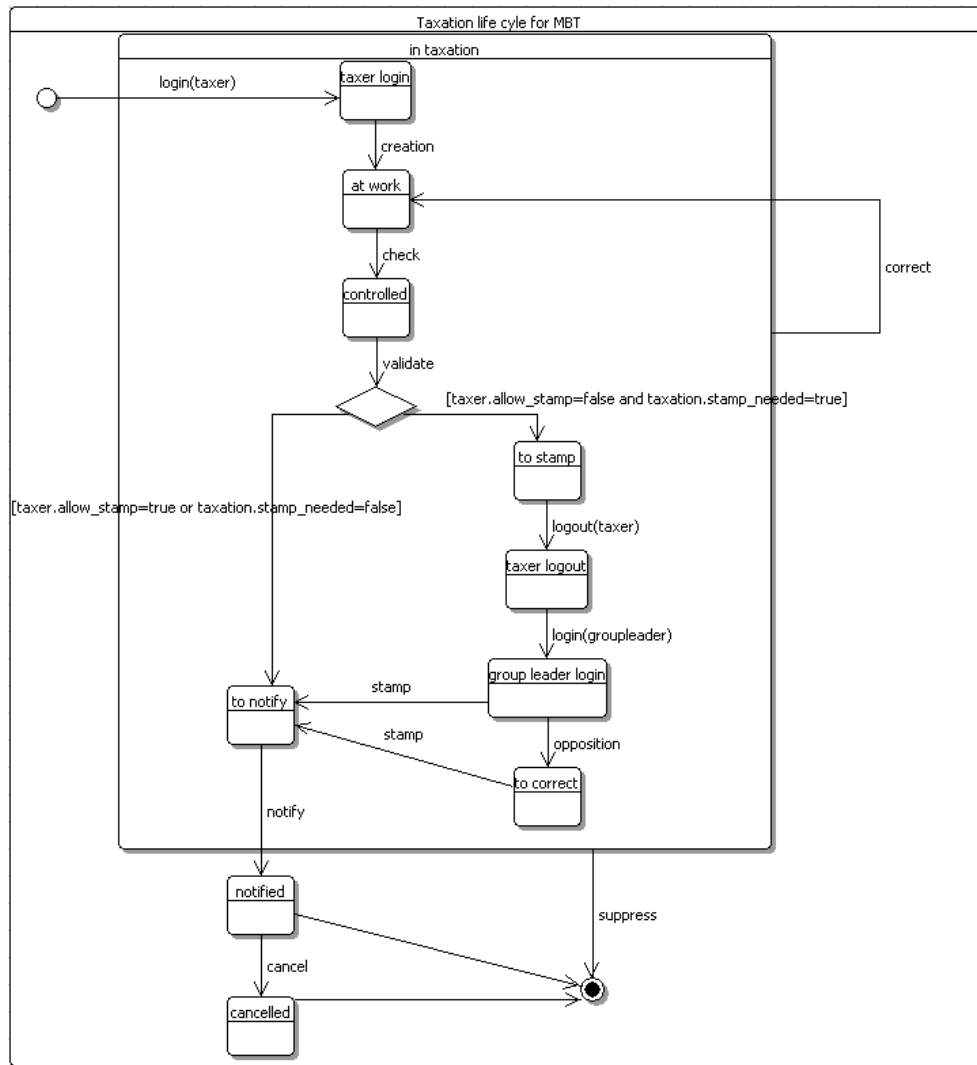 Taxation life cyle for MBT
in taxation
taxer login
login(taxer)
creation
at work
check
correct
controlled
validate
[taxer.allow_stamp=false and taxation.stamp_needed=true]
to stamp
[taxer.allow_stamp=true or taxation.stamp_needed=false]
logout(taxer)
taxer logout
login(groupleader)
group leader login
stamp
to notify
stamp
opposition
to correct
notify
notified
suppress
cancel
cancelled